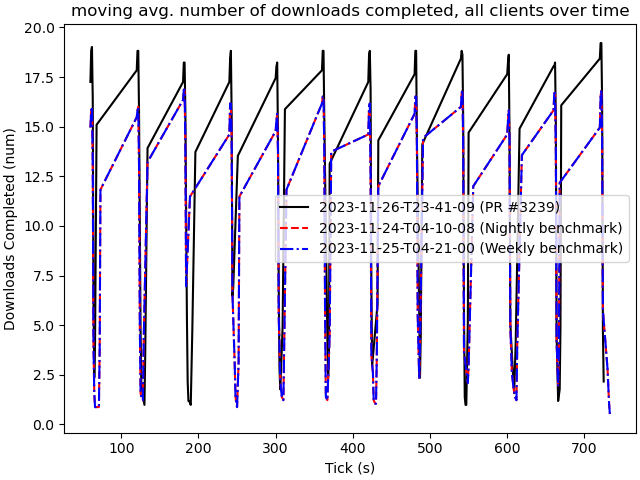 moving avg. number of downloads completed, all clients over time
Downloads Completed (num)
20.0
17.5
15.0
12.5
10.0
7.5
5.0
2.5
0.0
2023-11-26-T23-41-09 (PR #3239)
2023-11-24-T04-10-08 (Nightly benchmark)
2023-11-25-T04-21-00 (Weekly benchmark)
100 200 300 400 500 600 700
Tick (s)